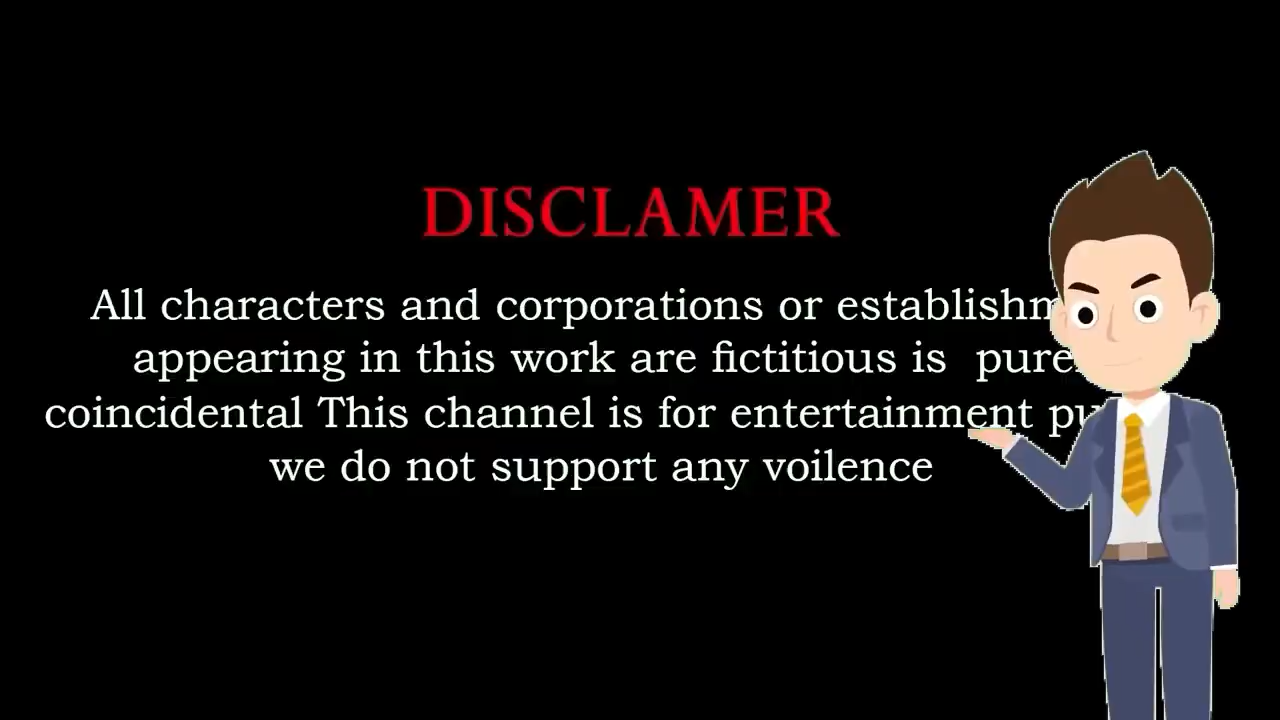 DISCLAMER
All characters and corporations or
appearing in this work are fictitious is pure
coincidental This channel is for entertainment
we do not support any voilence